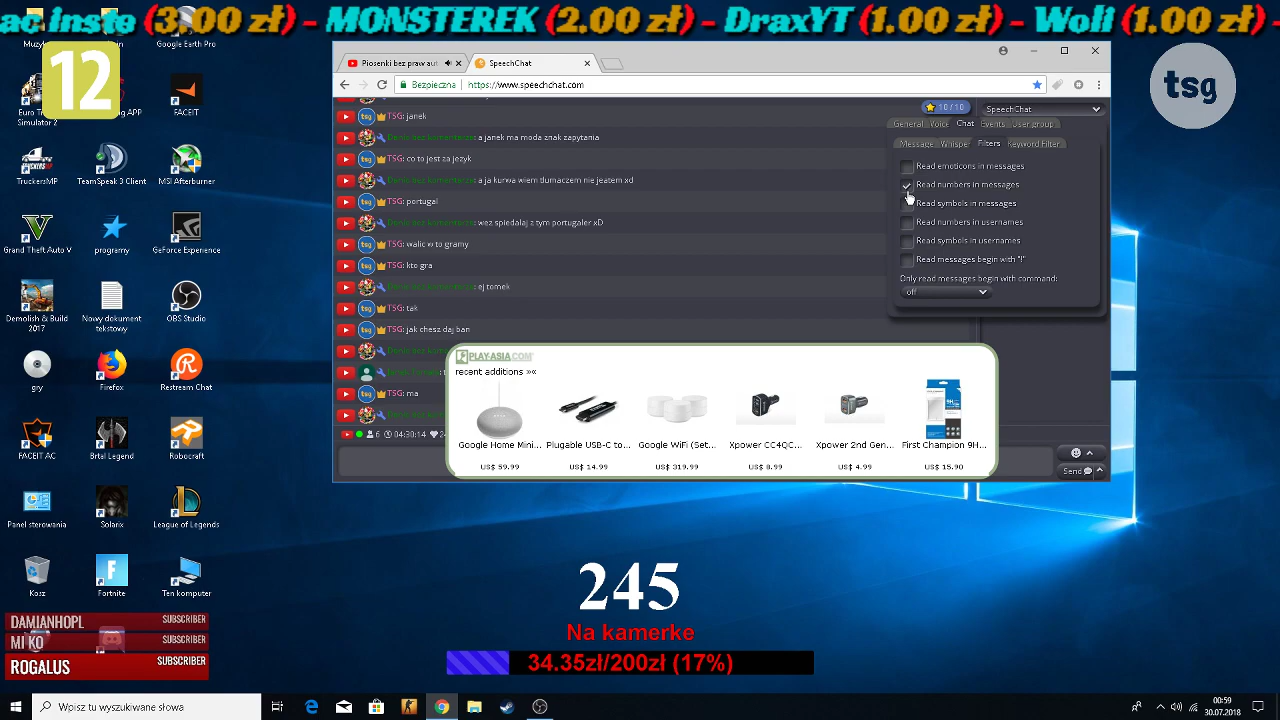 ac inste (3.00 zł) - MONSTEREK (2.00 zł) - DraxYT (1.00 zł) - Woli (1.00 zł) -
12
tsg
Google Earth Pro
Euro Tr
Simulator 2
g APP
FACEIT
TruckersMP
TeamSpeak 3 Client
MSI Afterburner
Grand Theft Auto V
programy
GeForce Experience
Demolish & Build
2017
Nowy dokument
tekstowy
OBS Studio
gry
Firefox
Restream Chat
FACEIT AC
Brtal Legend
Robocraft
Panel sterowania
Solarix
League of Legends
Kosz
Fortnite
Ten komputer
Piosenki bez praw aut
SpeechChat
Bezpieczna
https://www.speechchat.com
TSG: janek
: a janek ma moda znak zapytania
TSG: co to jest za jezyk
: a ja kurwa wiem tlumaczem nie jeatem xd
TSG: portugal
: wez spiedalaj z tym portugaler xD
TSG: walic w to gramy
TSG: kto gra
: ej tomek
TSG: tak
TSG: jak chesz daj ban
TSG: ma
6 04:30:14 24
10/10
SpeechChat
General Voice Chat Events User group
Message Whisper Filters Keyword Filter
Read emoticons in messages
Read numbers in messages
Read symbols in messages
Read numbers in usernames
Read symbols in usernames
Read messages begin with "!"
Only read messages begin with command:
off
Send
PLAY-ASIA.COM
recent additions »«
Google Home Mini...
Plugable USB-C to...
Google WiFi (Set...
Xpower CC4QC...
Xpower 2nd Gen...
First Champion 9H...
US$ 59.99
US$ 14.99
US$ 319.99
US$ 8.99
US$ 4.99
US$ 15.90
245
Na kamerke
34.35zł/200zł (17%)
DAMIANHOPL SUBSCRIBER
MI KO SUBSCRIBER
ROGALUS SUBSCRIBER
Wpisz tu wyszukiwane słowa
00:59
30.07.2018